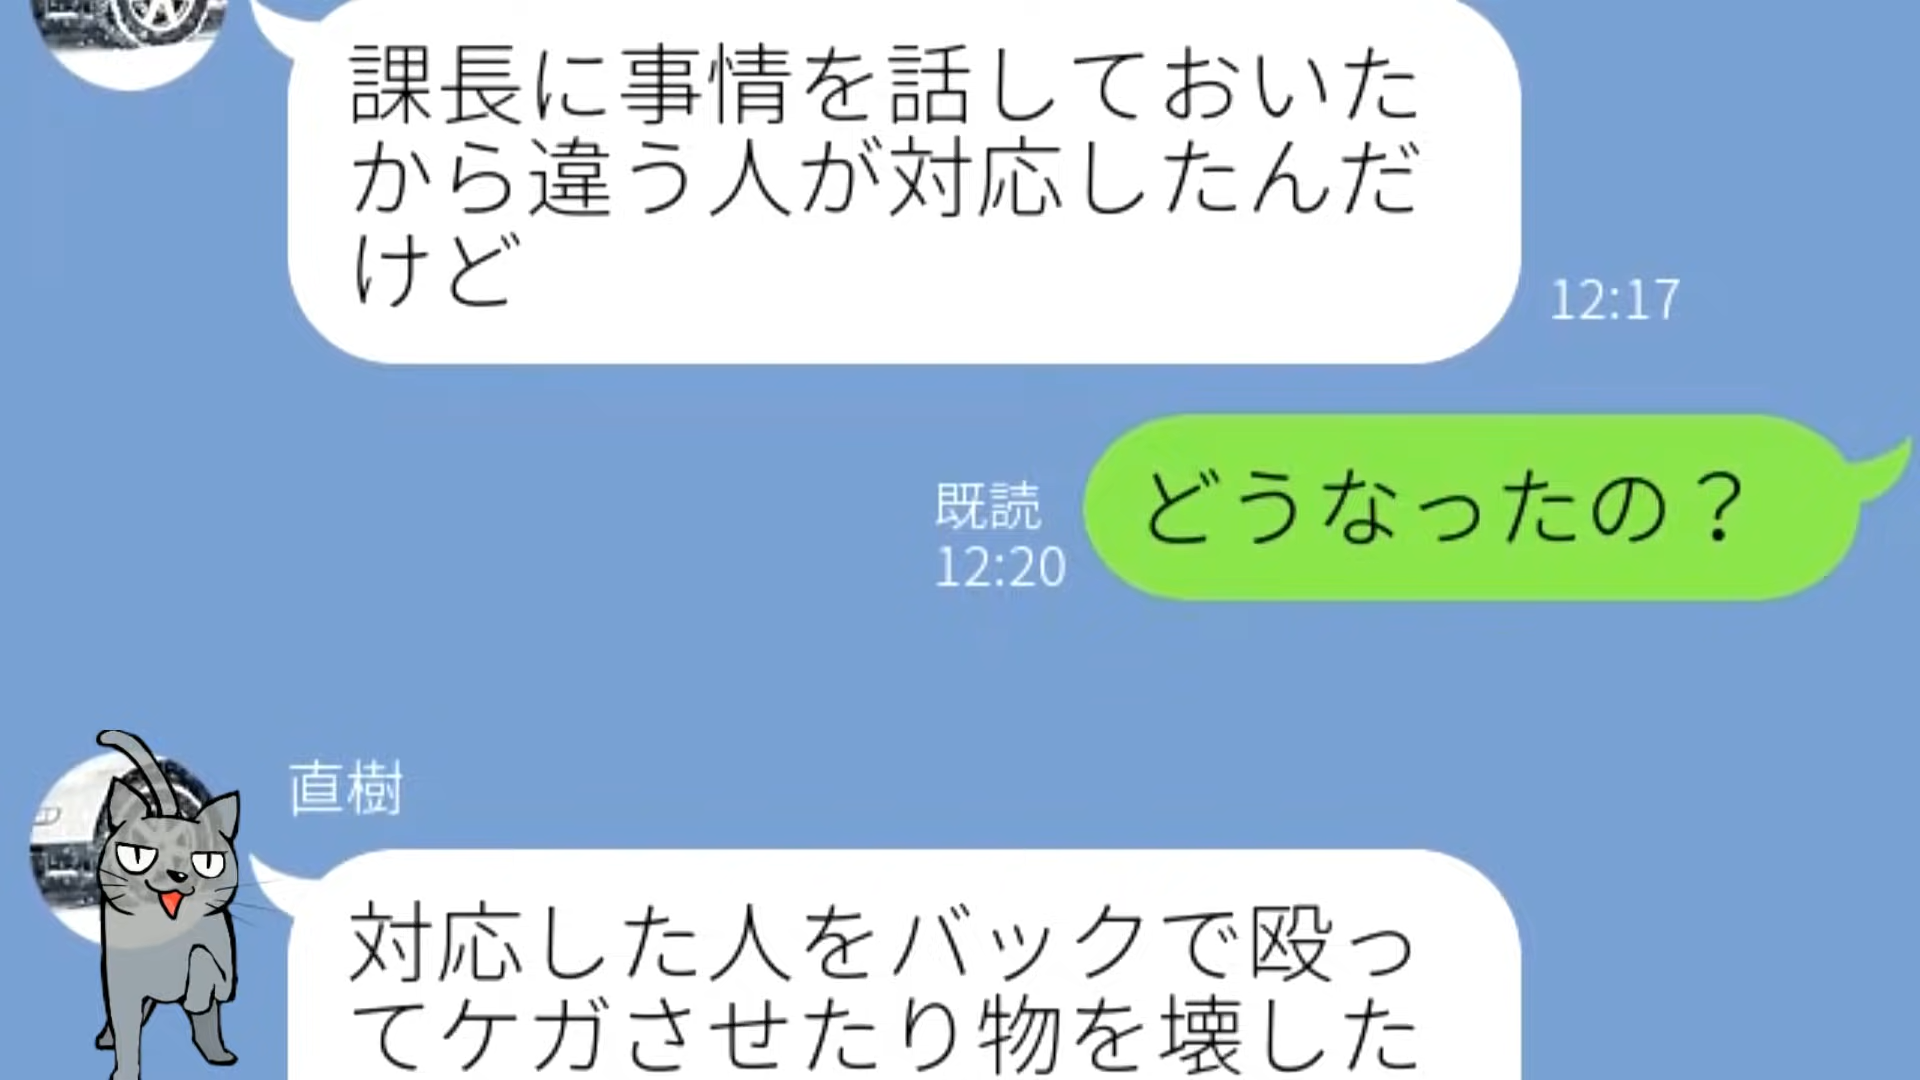 課長に事情を話しておいた
から違う人が対応したんだ
けど
12:17
どうなったの？
既読
12:20
直樹
対応した人をバックで殴っ
てケガさせたり物を壊した